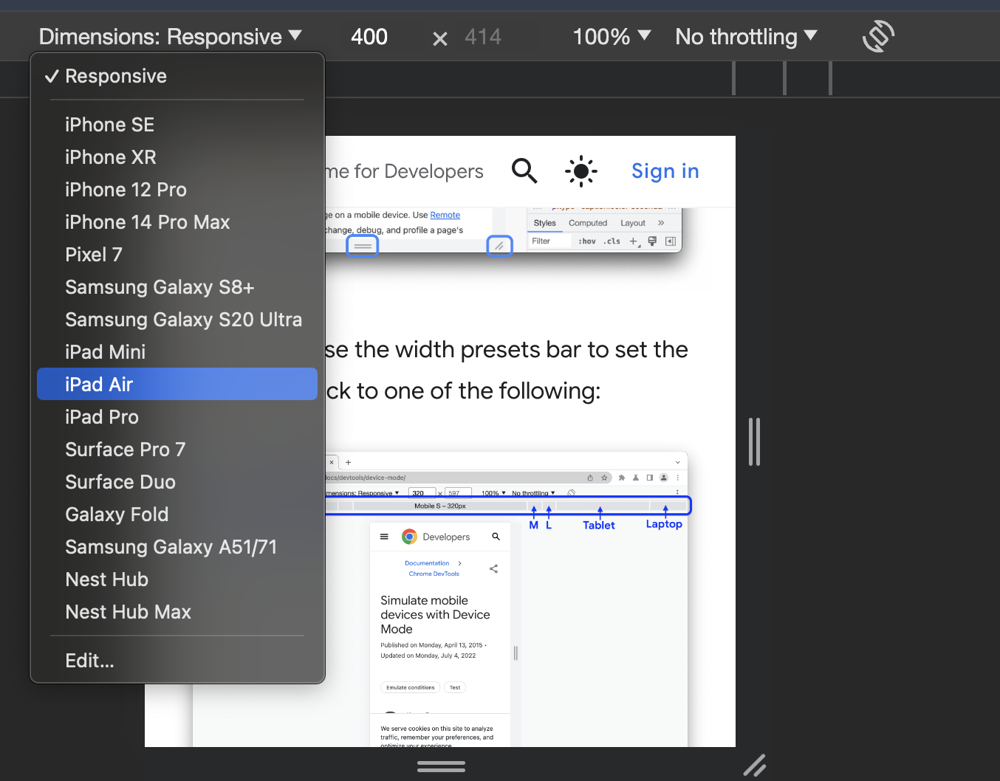 Dimensions: Responsive ▼ 400 × 414 100% ▼ No throttling ▼
✓ Responsive
iPhone SE
iPhone XR
iPhone 12 Pro
iPhone 14 Pro Max
Pixel 7
Samsung Galaxy S8+
Samsung Galaxy S20 Ultra
iPad Mini
iPad Air
iPad Pro
Surface Pro 7
Surface Duo
Galaxy Fold
Samsung Galaxy A51/71
Nest Hub
Nest Hub Max
Edit...
me for Developers Sign in
ge on a mobile device. Use Remote
change, debug, and profile a page's
Styles Computed Layout »
Filter :hov .cls +
se the width presets bar to set the
ck to one of the following:
× +
docs/devtools/device-mode/
mensions: Responsive ▼ 320 × 597 100% ▼ No throttling ▼
Mobile S – 320px
M L Tablet Laptop
Developers
Documentation >
Chrome DevTools
Simulate mobile
devices with Device
Mode
Published on Monday, April 13, 2015 •
Updated on Monday, July 4, 2022
Emulate conditions Test
We serve cookies on this site to analyze
traffic, remember your preferences, and
optimize your experience.